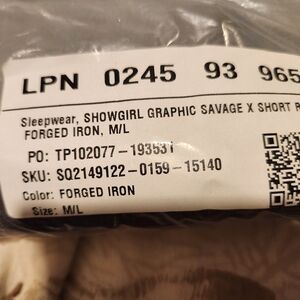 LPN 0245 93 965
Sleepwear, SHOWGIRL GRAPHIC SAVAGE X SHORT
FORGED IRON, M/L
PO: TP102077-193531
SKU: SQ2149122-0159-15140
Color: FORGED IRON
Size: M/L